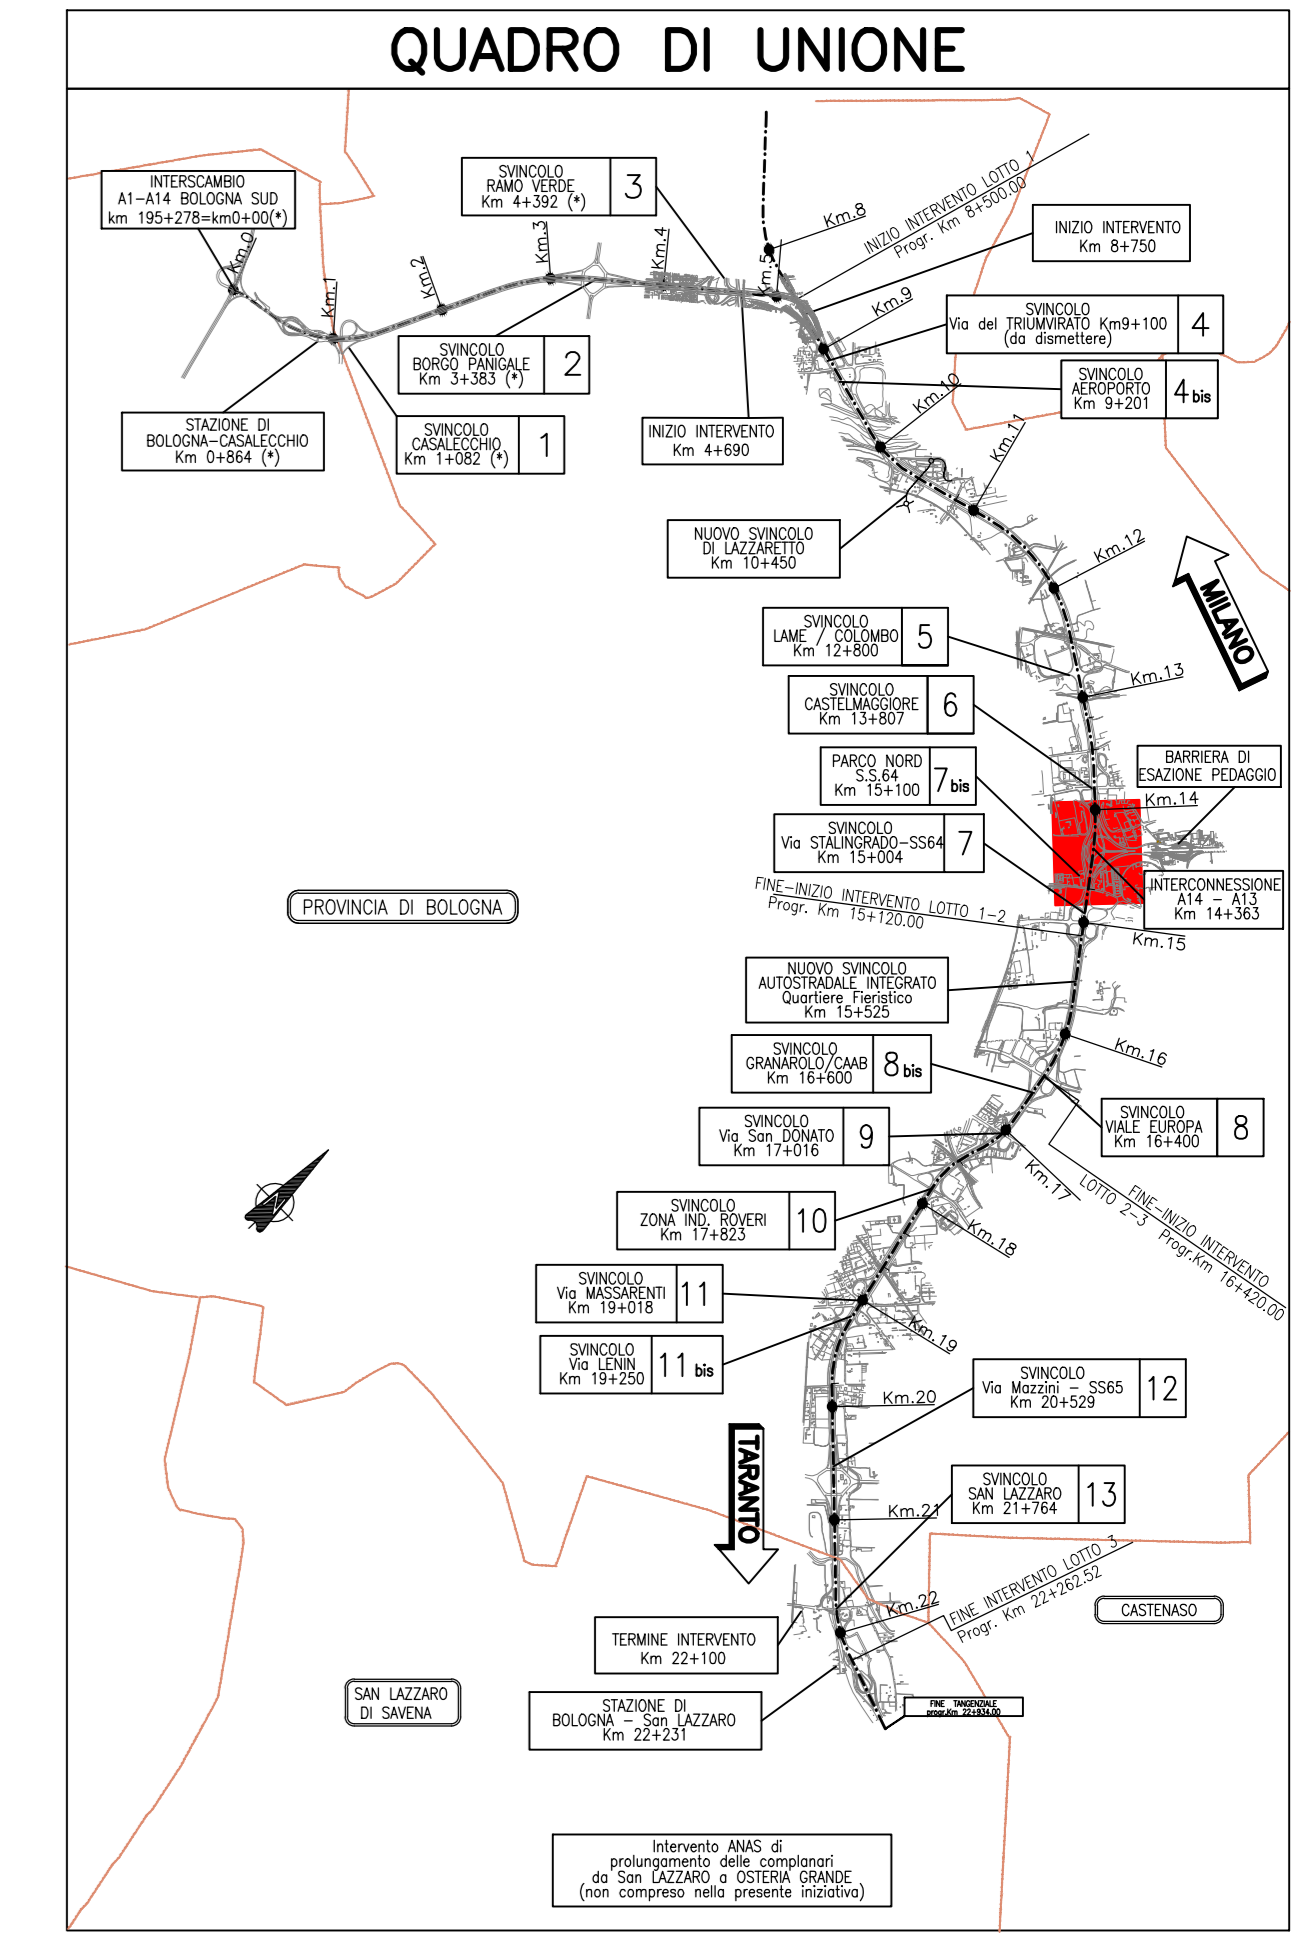 QUADRO DI UNIONE
INTERSCAMBIO
A1-A14 BOLOGNA SUD
km 195+278=km0+00(*)
SVINCOLO
RAMO VERDE
Km 4+392 (*)
3
Km.0
Km.1
Km.2
Km.3
Km.4
Km.5
Km.8
INIZIO INTERVENTO LOTTO 1
Progr. Km 8+500.00
INIZIO INTERVENTO
Km 8+750
Km.9
SVINCOLO
Via del TRIUMVIRATO Km9+100
(da dismettere)
4
SVINCOLO
BORGO PANIGALE
Km 3+383 (*)
2
SVINCOLO
AEROPORTO
Km 9+201
4 bis
Km.10
STAZIONE DI
BOLOGNA-CASALECCHIO
Km 0+864 (*)
SVINCOLO
CASALECCHIO
Km 1+082 (*)
1
INIZIO INTERVENTO
Km 4+690
Km.11
NUOVO SVINCOLO
DI LAZZARETTO
Km 10+450
Km.12
MILANO
SVINCOLO
LAME / COLOMBO
Km 12+800
5
Km.13
SVINCOLO
CASTELMAGGIORE
Km 13+807
6
PARCO NORD
S.S.64
Km 15+100
7 bis
BARRIERA DI
ESAZIONE PEDAGGIO
Km.14
SVINCOLO
Via STALINGRADO-SS64
Km 15+004
7
INTERCONNESSIONE
A14 - A13
Km 14+363
FINE-INIZIO INTERVENTO LOTTO 1-2
Progr. Km 15+120.00
Km.15
PROVINCIA DI BOLOGNA
NUOVO SVINCOLO
AUTOSTRADALE INTEGRATO
Quartiere Fieristico
Km 15+525
Km.16
SVINCOLO
GRANAROLO/CAAB
Km 16+600
8 bis
SVINCOLO
VIALE EUROPA
Km 16+400
8
SVINCOLO
Via San DONATO
Km 17+016
9
Km.17
FINE-INIZIO INTERVENTO
LOTTO 2-3 Progr.Km 16+420.00
SVINCOLO
ZONA IND. ROVERI
Km 17+823
10
Km.18
SVINCOLO
Via MASSARENTI
Km 19+018
11
Km.19
SVINCOLO
Via LENIN
Km 19+250
11 bis
SVINCOLO
Via Mazzini - SS65
Km 20+529
12
Km.20
TARANTO
SVINCOLO
SAN LAZZARO
Km 21+764
13
Km.21
FINE INTERVENTO LOTTO 3
Progr. Km 22+262.52
Km.22
CASTENASO
TERMINE INTERVENTO
Km 22+100
SAN LAZZARO
DI SAVENA
STAZIONE DI
BOLOGNA - San LAZZARO
Km 22+231
FINE TANGENZIALE
progr.Km 22+934.00
Intervento ANAS di
prolungamento delle complanari
da San LAZZARO a OSTERIA GRANDE
(non compreso nella presente iniziativa)